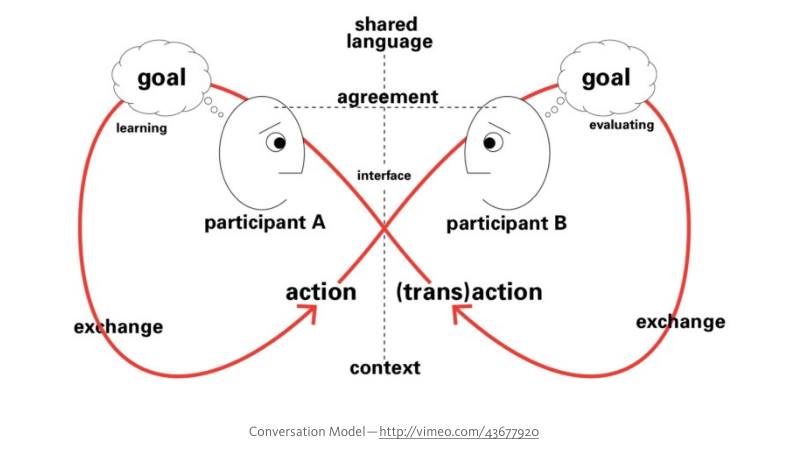 shared
language
goal
goal
agreement
learning
evaluating
interface
participant A
participant B
action
(trans)action
exchange
exchange
context
Conversation Model—http://vimeo.com/43677920